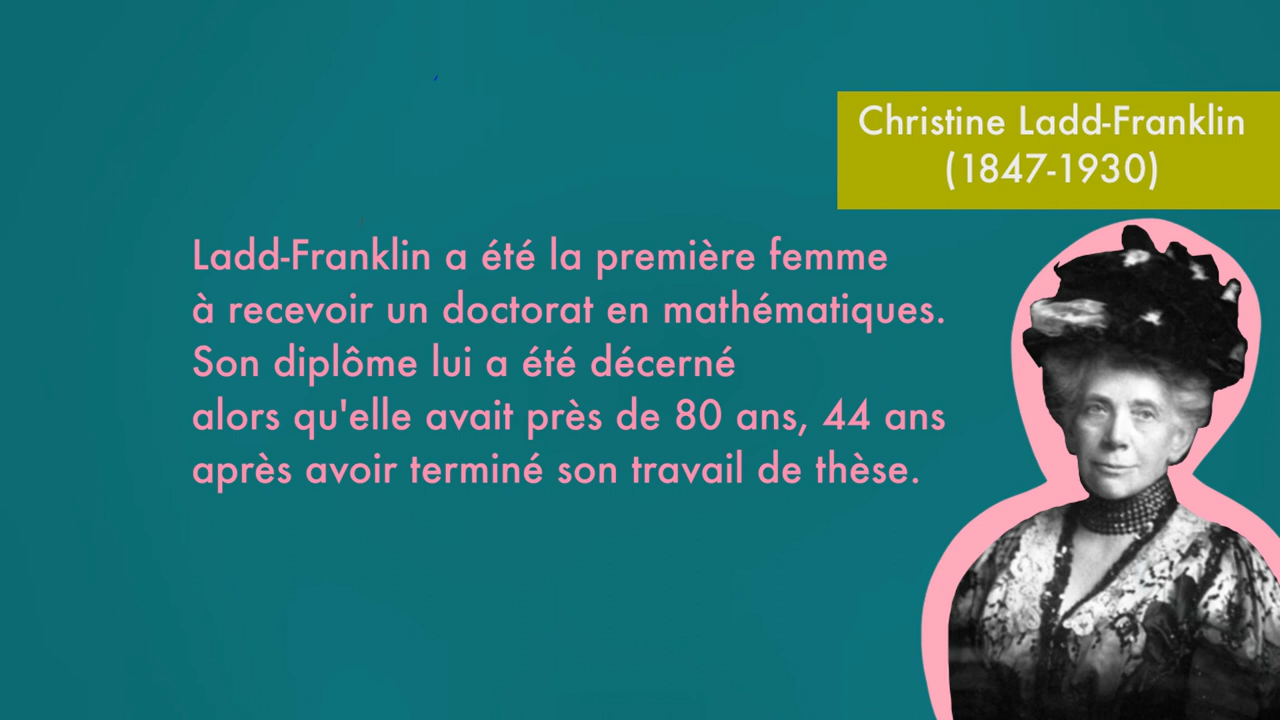 Christine Ladd-Franklin
(1847-1930)
Ladd-Franklin a été la première femme
à recevoir un doctorat en mathématiques.
Son diplôme lui a été décerné
alors qu'elle avait près de 80 ans, 44 ans
après avoir terminé son travail de thèse.